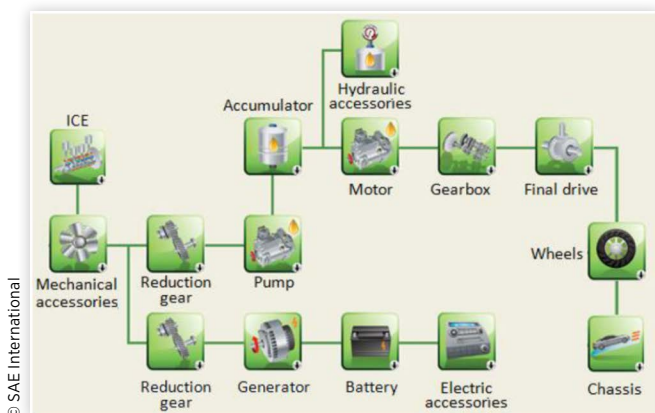 ICE
Accumulator
Hydraulic
accessories
Motor
Gearbox
Final drive
Wheels
Mechanical
accessories
Reduction
gear
Pump
Reduction
gear
Generator
Battery
Electric
accessories
Chassis
© SAE International